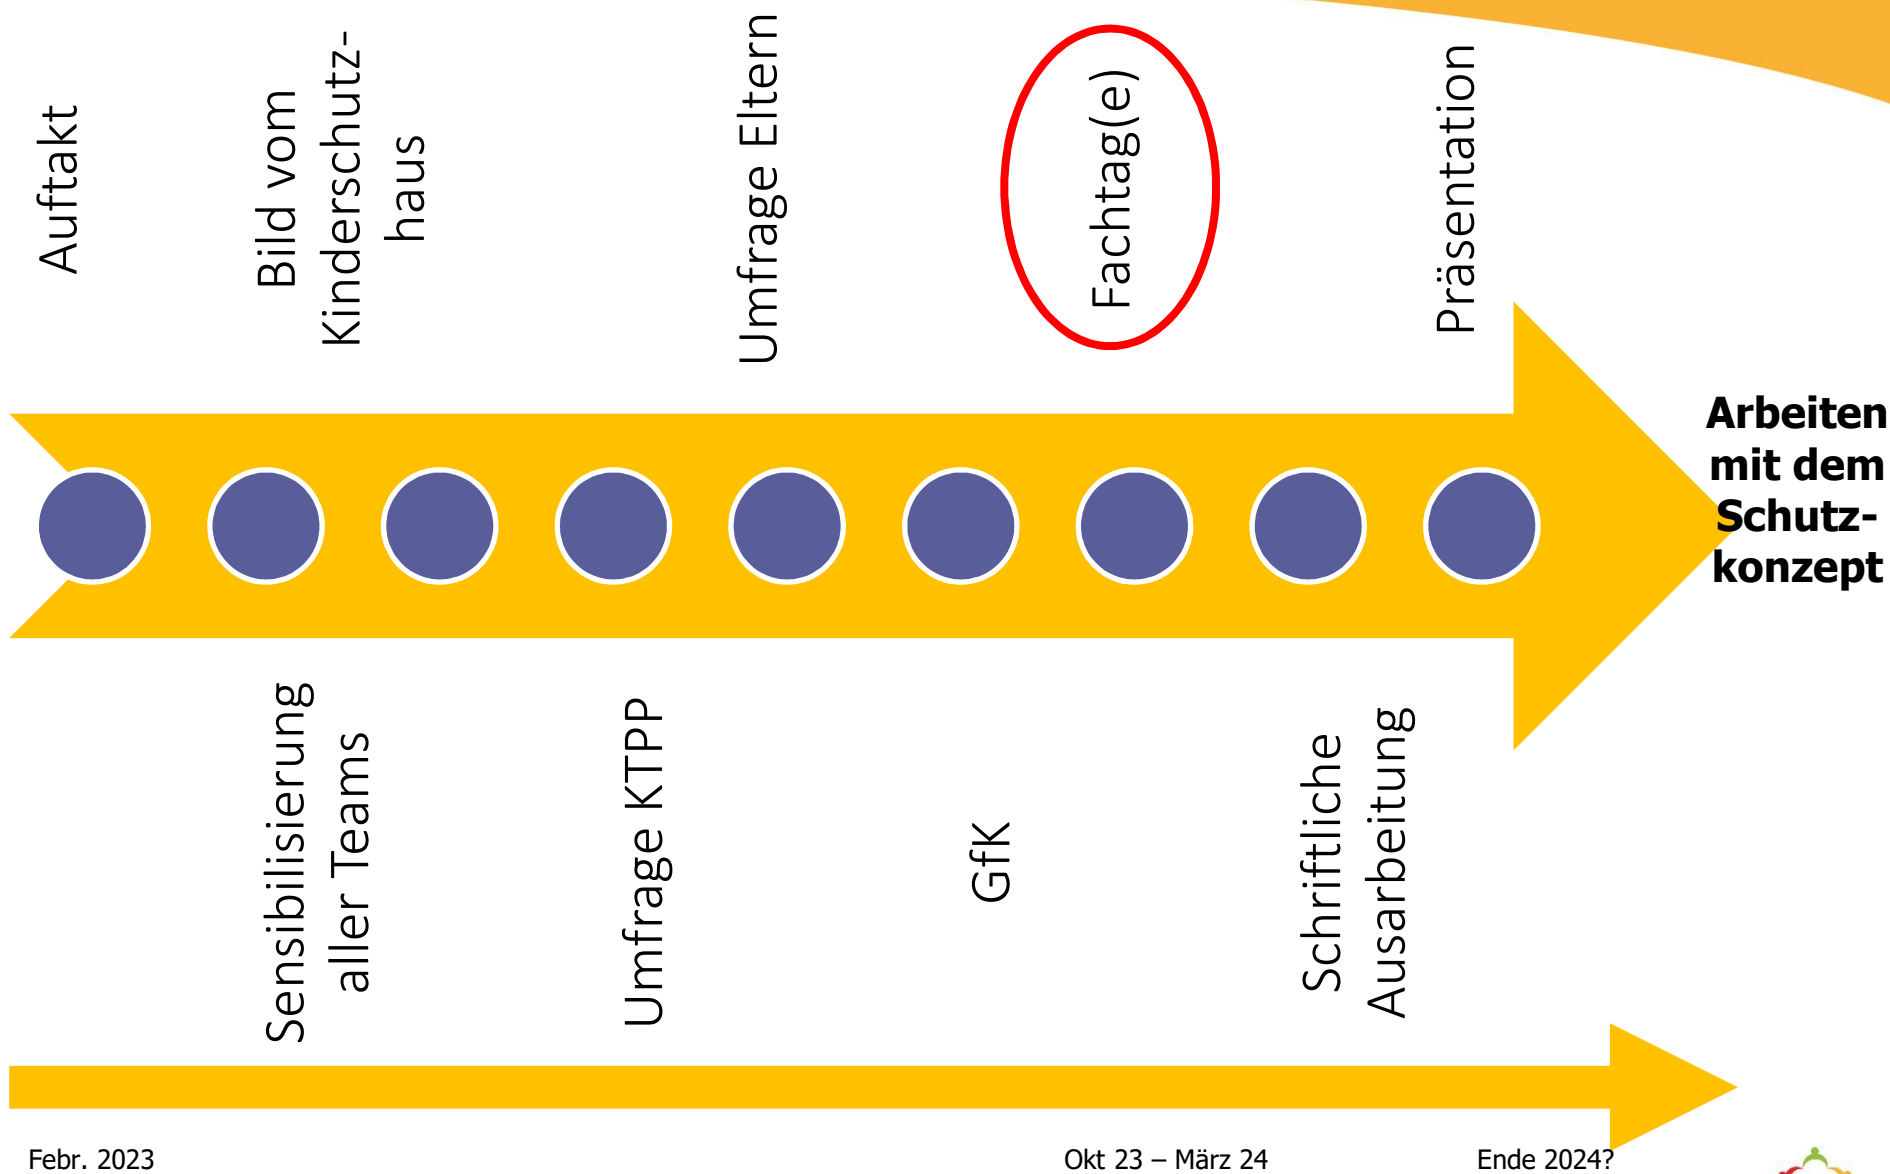 Auftakt
Bild vom
Kinderschutz-
haus
Umfrage Eltern
Fachtag(e)
Präsentation
Arbeiten
mit dem
Schutz-
konzept
Sensibilisierung
aller Teams
Umfrage KTPP
GfK
Schriftliche
Ausarbeitung
Febr. 2023
Okt 23 – März 24
Ende 2024?